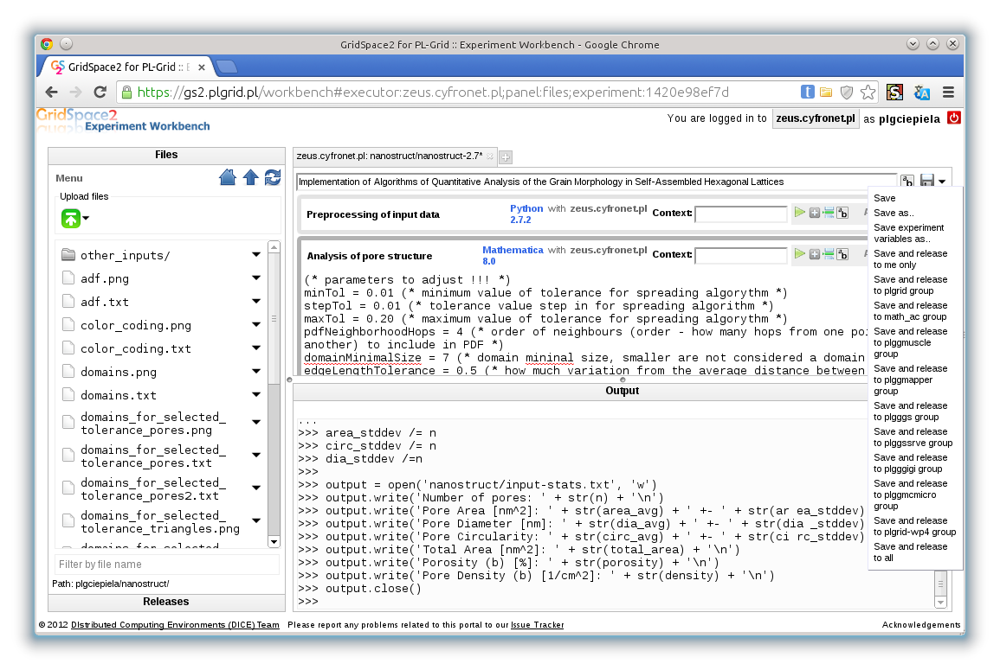 GridSpace2 for PL-Grid :: Experiment Workbench - Google Chrome
GridSpace2 for PL-Grid :: E
https://gs2.plgrid.pl/workbench#executor:zeus.cyfronet.pl;panel:files;experiment:1420e98ef7d
GridSpace2
Experiment Workbench
You are logged in to zeus.cyfronet.pl as plgciepiela
Files
Menu
Upload files
other_inputs/
adf.png
adf.txt
color_coding.png
color_coding.txt
domains.png
domains.txt
domains_for_selected_
tolerance_pores.png
domains_for_selected_
tolerance_pores.txt
domains_for_selected_
tolerance_pores2.txt
domains_for_selected_
tolerance_triangles.png
domains_for_selected_
Filter by file name
Path: plgciepiela/nanostruct/
Releases
zeus.cyfronet.pl: nanostruct/nanostruct-2.7*
Implementation of Algorithms of Quantitative Analysis of the Grain Morphology in Self-Assembled Hexagonal Lattices
Preprocessing of input data
Python with zeus.cyfronet.pl
2.7.2
Context:
Analysis of pore structure
Mathematica with zeus.cyfronet.pl
8.0
Context:
(* parameters to adjust !!! *)
minTol = 0.01 (* minimum value of tolerance for spreading algorythm *)
stepTol = 0.01 (* tolerance value step in for spreading algorithm *)
maxTol = 0.20 (* maximum value of tolerance for spreading algorythm *)
pdfNeighborhoodHops = 4 (* order of neighbours (order - how many hops from one poi
another) to include in PDF *)
domainMinimalSize = 7 (* domain mininal size, smaller are not considered a domain
edgeLengthTolerance = 0.5 (* how much variation from the average distance between
Output
...
>>> area_stddev /= n
>>> circ_stddev /= n
>>> dia_stddev /=n
>>>
>>> output = open('nanostruct/input-stats.txt', 'w')
>>> output.write('Number of pores: ' + str(n) + '\n')
>>> output.write('Pore Area [nm^2]: ' + str(area_avg) + ' +- ' + str(ar ea_stddev)
>>> output.write('Pore Diameter [nm]: ' + str(dia_avg) + ' +- ' + str(dia _stddev)
>>> output.write('Pore Circularity: ' + str(circ_avg) + ' +- ' + str(ci rc_stddev)
>>> output.write('Total Area [nm^2]: ' + str(total_area) + '\n')
>>> output.write('Porosity (b) [%]: ' + str(porosity) + '\n')
>>> output.write('Pore Density (b) [1/cm^2]: ' + str(density) + '\n')
>>> output.close()
>>>
Save
Save as..
Save experiment
variables as..
Save and release
to me only
Save and release
to plgrid group
Save and release
to math_ac group
Save and release
to plggmuscle
group
Save and release
to plggmapper
group
Save and release
to plgggs group
Save and release
to plggssrve group
Save and release
to plgggigi group
Save and release
to plggmcmicro
group
Save and release
to plgrid-wp4 group
Save and release
to all
© 2012 DIstributed Computing Environments (DICE) Team Please report any problems related to this portal to our Issue Tracker
Acknowledgements